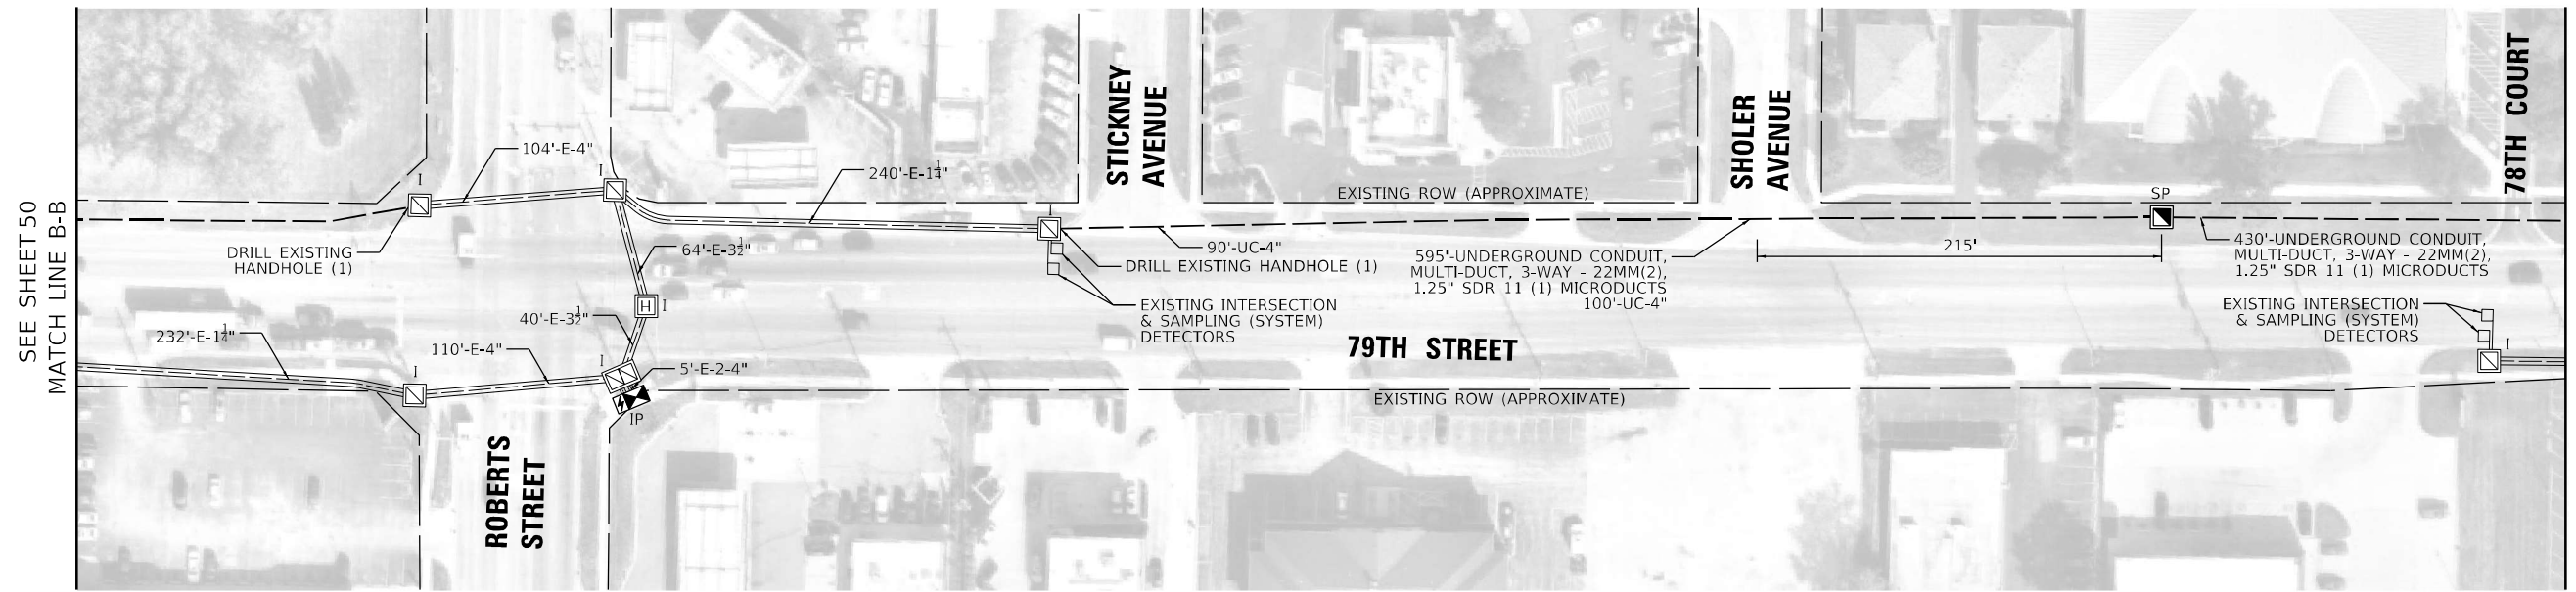 SEE SHEET 50
MATCH LINE B-B
I
104'-E-4"
I
240'-E-1¼"
DRILL EXISTING
HANDHOLE (1)
64'-E-3½"
H I
40'-E-3½"
232'-E-1¼"
110'-E-4"
I
I
5'-E-2-4"
IP
ROBERTS
STREET
STICKNEY
AVENUE
I
90'-UC-4"
DRILL EXISTING HANDHOLE (1)
EXISTING INTERSECTION
& SAMPLING (SYSTEM)
DETECTORS
EXISTING ROW (APPROXIMATE)
595'-UNDERGROUND CONDUIT,
MULTI-DUCT, 3-WAY - 22MM(2),
1.25" SDR 11 (1) MICRODUCTS
100'-UC-4"
79TH STREET
EXISTING ROW (APPROXIMATE)
SHOLER
AVENUE
215'
SP
430'-UNDERGROUND CONDUIT,
MULTI-DUCT, 3-WAY - 22MM(2),
1.25" SDR 11 (1) MICRODUCTS
EXISTING INTERSECTION
& SAMPLING (SYSTEM)
DETECTORS
I
78TH COURT